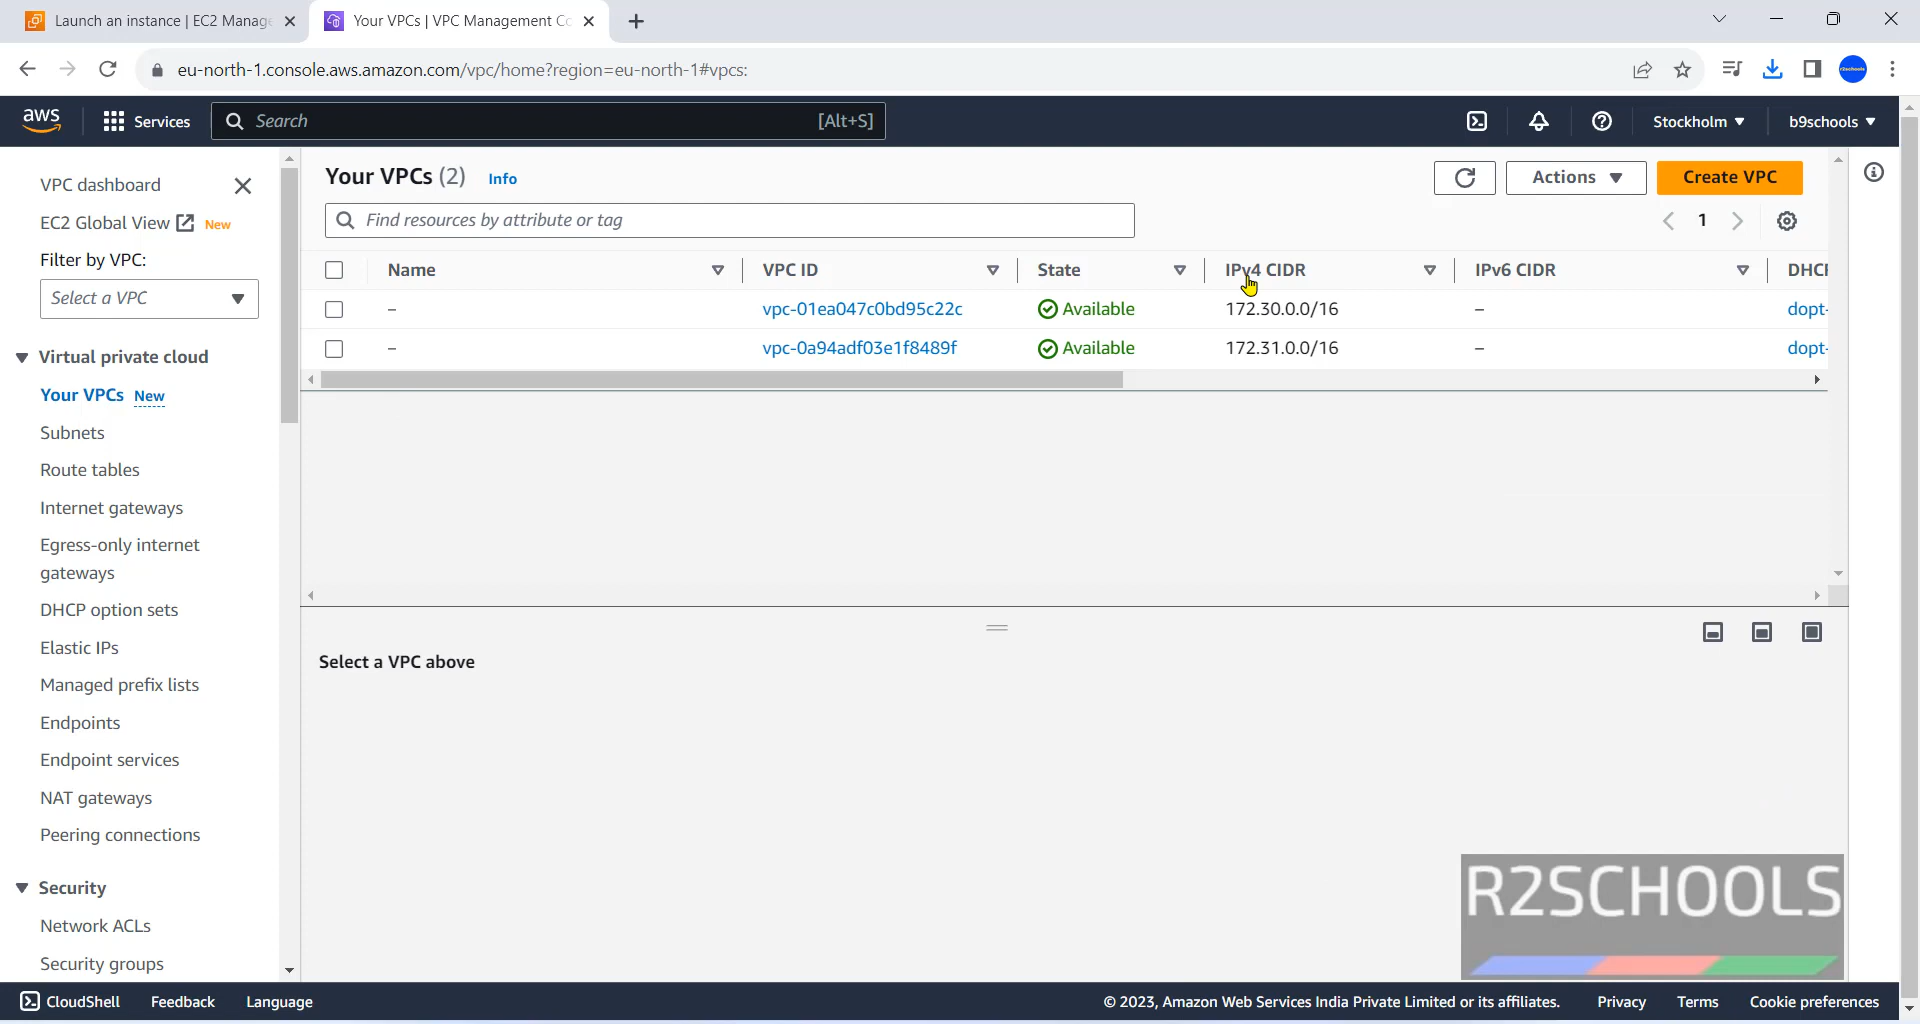 Launch an instance | EC2 Manage
Your VPCs | VPC Management Co
eu-north-1.console.aws.amazon.com/vpc/home?region=eu-north-1#vpcs:
r2schools
aws
Services
Search
[Alt+S]
Stockholm
b9schools
VPC dashboard
EC2 Global View New
Filter by VPC:
Select a VPC
Virtual private cloud
Your VPCs New
Subnets
Route tables
Internet gateways
Egress-only internet
gateways
DHCP option sets
Elastic IPs
Managed prefix lists
Endpoints
Endpoint services
NAT gateways
Peering connections
Security
Network ACLs
Security groups
Your VPCs (2) Info
Actions
Create VPC
Find resources by attribute or tag
1
Name VPC ID State IPv4 CIDR IPv6 CIDR DHCP
– vpc-01ea047c0bd95c22c Available 172.30.0.0/16 – dopt-
– vpc-0a94adf03e1f8489f Available 172.31.0.0/16 – dopt-
Select a VPC above
R2SCHOOLS
CloudShell Feedback Language © 2023, Amazon Web Services India Private Limited or its affiliates. Privacy Terms Cookie preferences